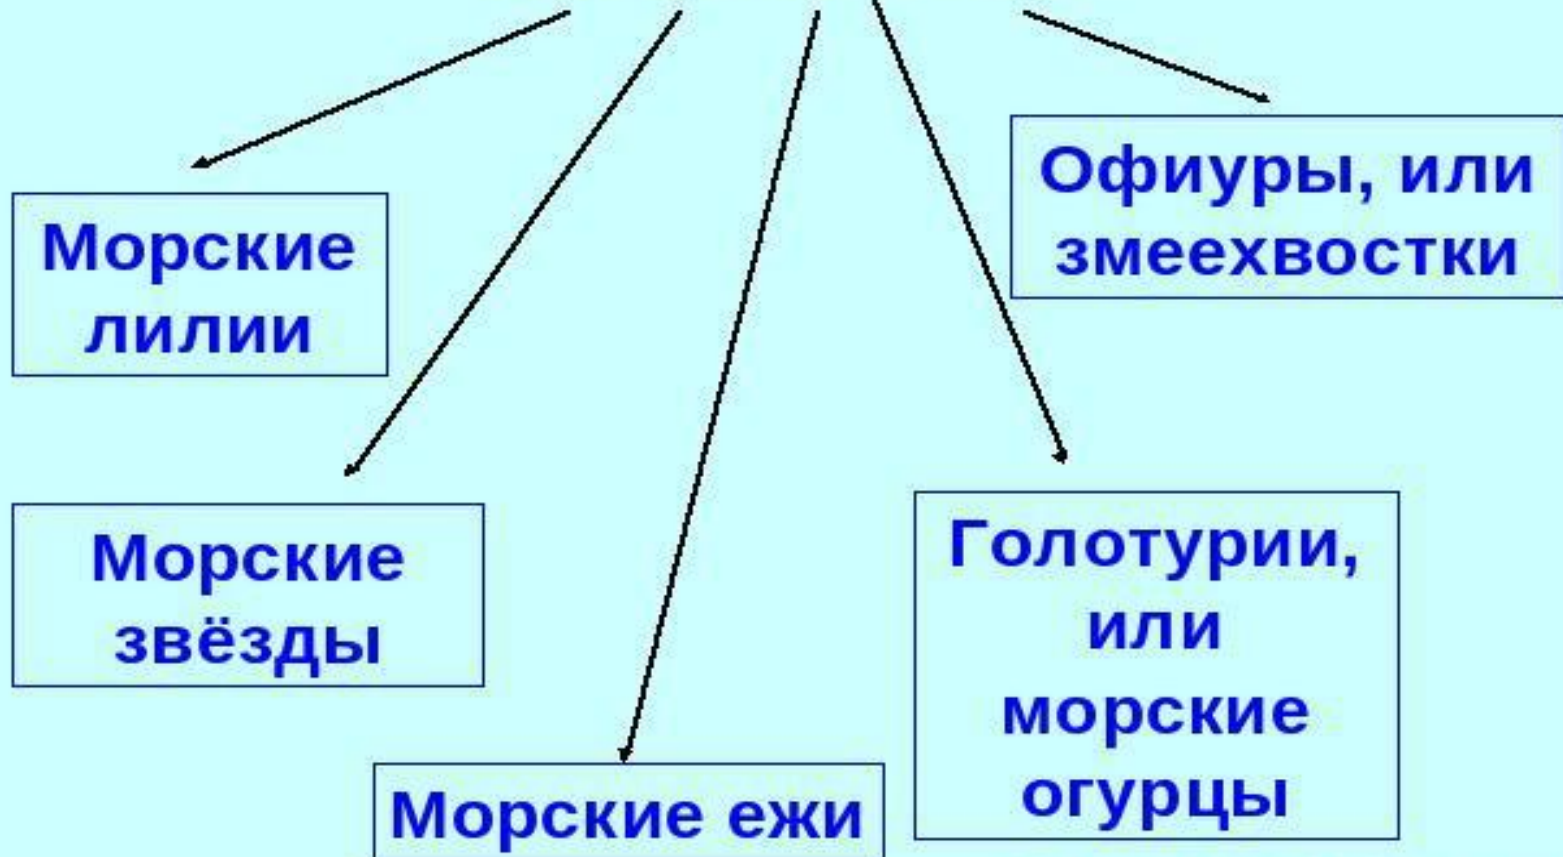 Морские
лилии
Офиуры, или
змеехвостки
Морские
звёзды
Голотурии,
или
морские
огурцы
Морские ежи